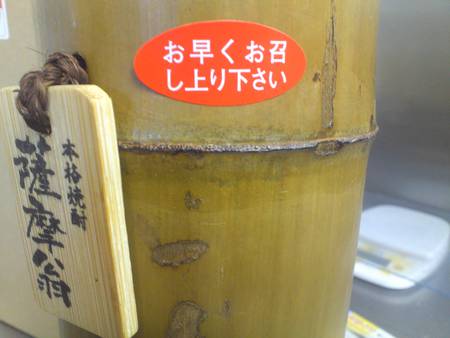 お早くお召
し上り下さい
本格焼酎
薩摩翁